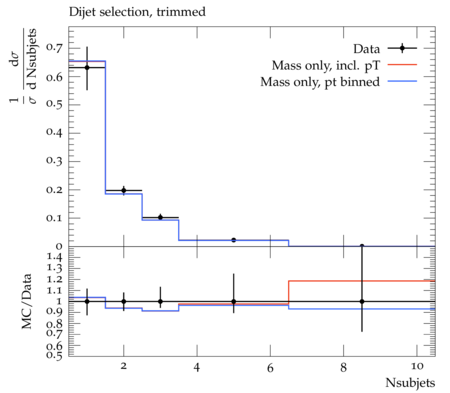 Dijet selection, trimmed
1/σ dσ/d Nsubjets
0.7
0.6
0.5
0.4
0.3
0.2
0.1
0
Data
Mass only, incl. pT
Mass only, pt binned
MC/Data
1.4
1.3
1.2
1.1
1
0.9
0.8
0.7
0.6
0.5
2 4 6 8 10
Nsubjets